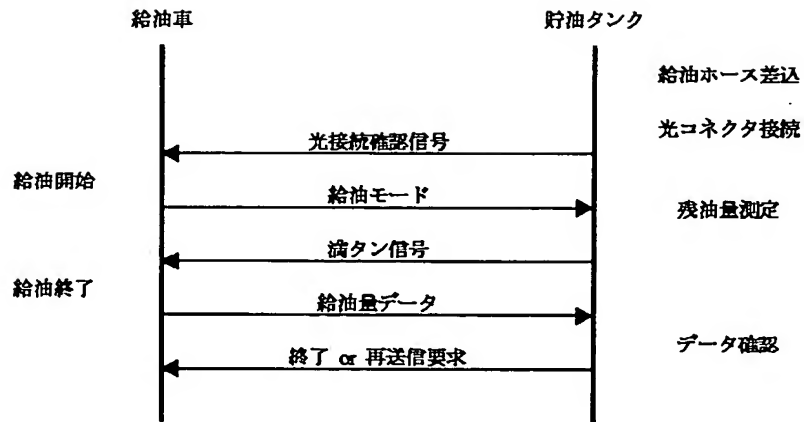 給油車
貯油タンク
給油ホース差込
光コネクタ接続
光接続確認信号
給油開始
給油モード
残油量測定
満タン信号
給油終了
給油量データ
データ確認
終了 or 再送信要求